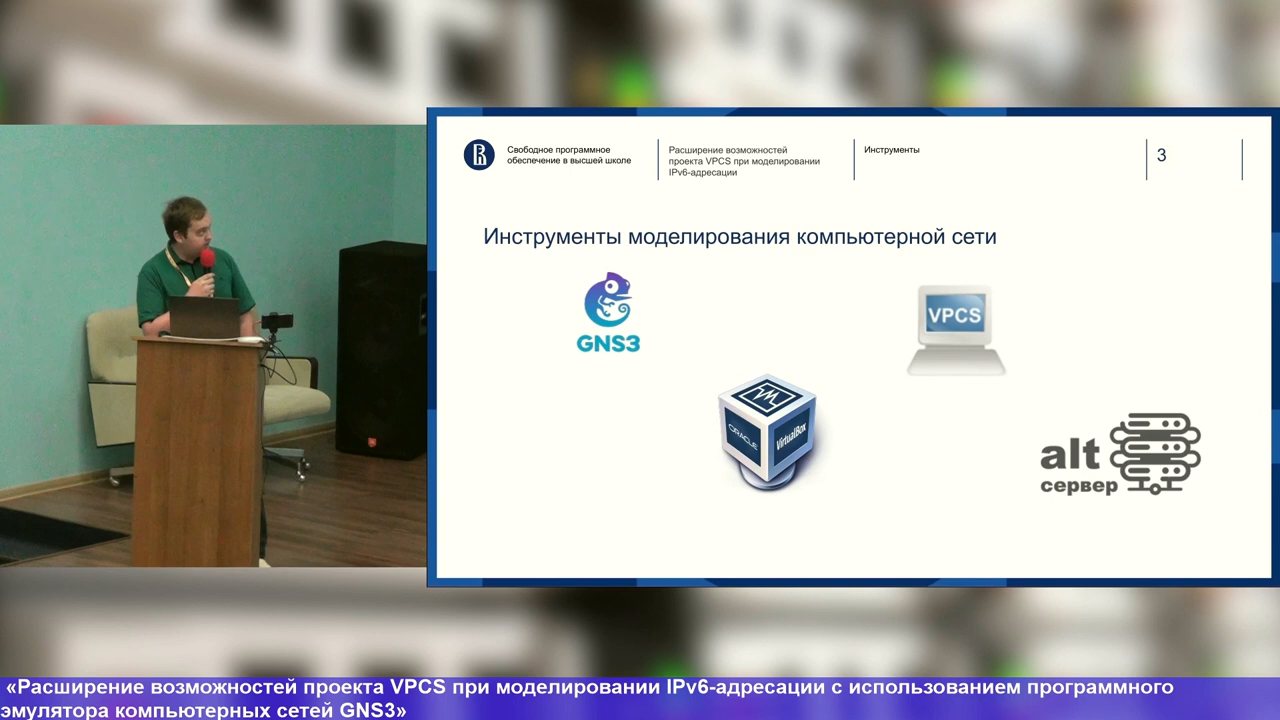 Свободное программное
обеспечение в высшей школе
Расширение возможностей
проекта VPCS при моделировании
IPv6-адресации
Инструменты
3
Инструменты моделирования компьютерной сети
GNS3
VPCS
ORACLE
VirtualBox
alt
сервер
«Расширение возможностей проекта VPCS при моделировании IPv6-адресации с использованием программного
эмулятора компьютерных сетей GNS3»